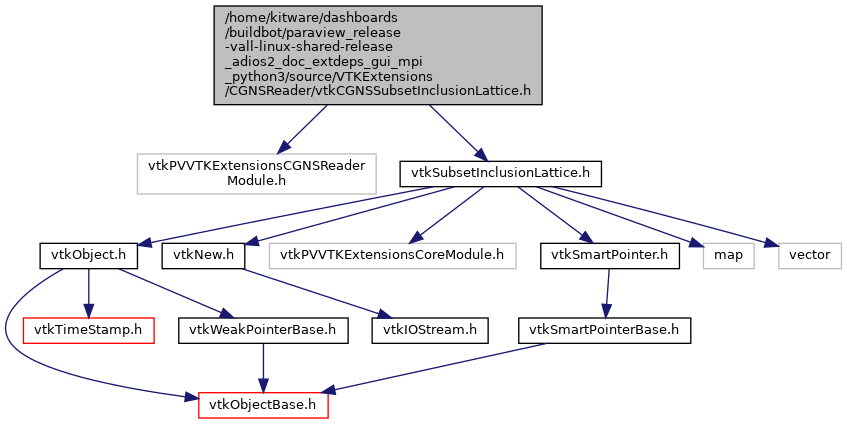 /home/kitware/dashboards
/buildbot/paraview_release
-vall-linux-shared-release
_adios2_doc_extdeps_gui_mpi
_python3/source/VTKExtensions
/CGNSReader/vtkCGNSSubsetInclusionLattice.h
vtkPVVTKExtensionsCGNSReader
Module.h
vtkSubsetInclusionLattice.h
vtkObject.h
vtkNew.h
vtkPVVTKExtensionsCoreModule.h
vtkSmartPointer.h
map
vector
vtkTimeStamp.h
vtkWeakPointerBase.h
vtkIOStream.h
vtkSmartPointerBase.h
vtkObjectBase.h